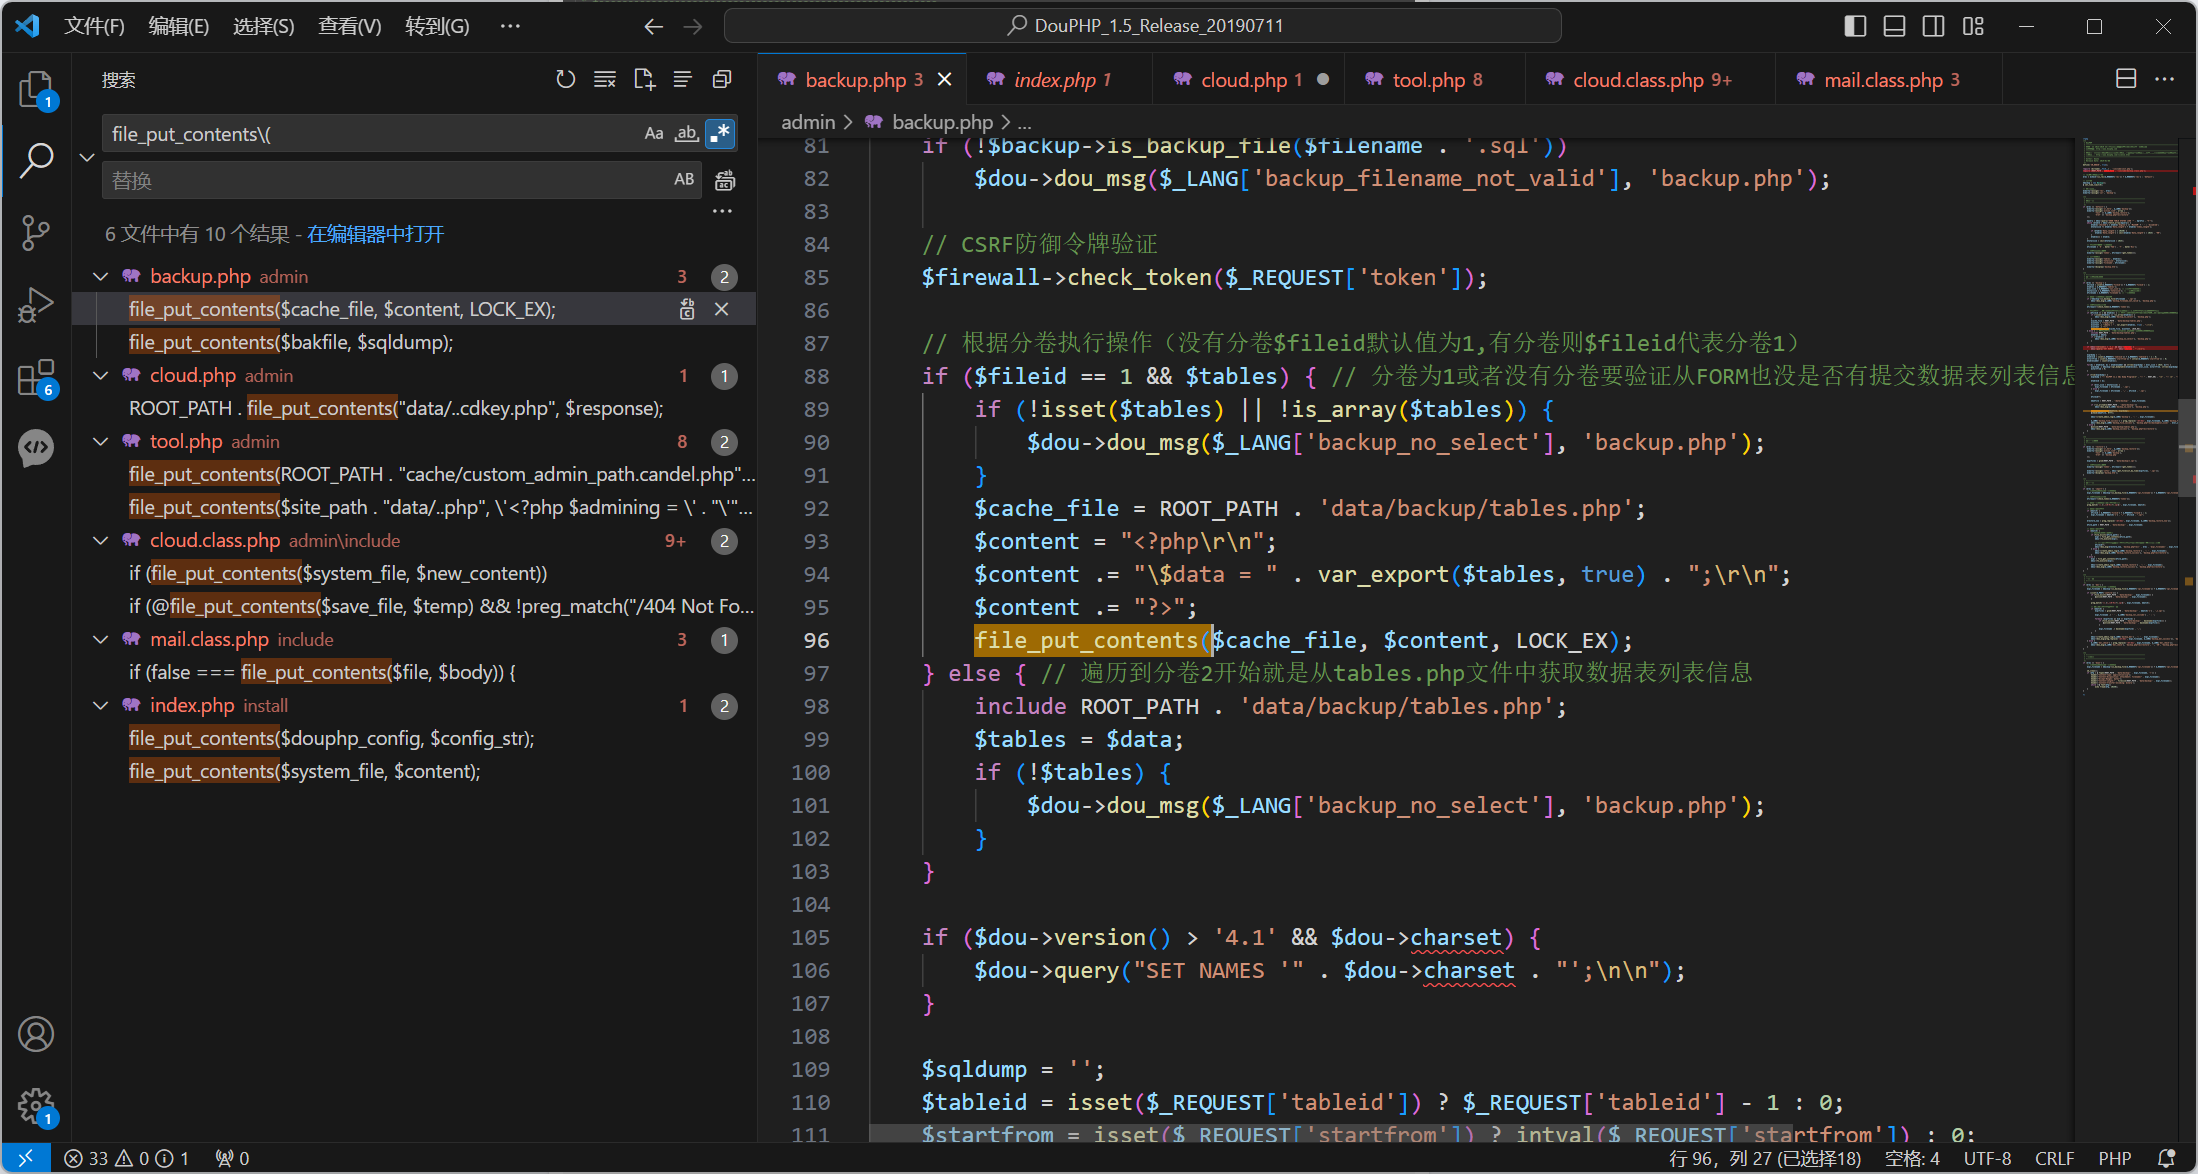 文件(F) 编辑(E) 选择(S) 查看(V) 转到(G) ··· DouPHP_1.5_Release_20190711
搜索
file_put_contents\( Aa ab .*
替换 AB
6 文件中有 10 个结果 - 在编辑器中打开
backup.php admin 3 2
file_put_contents($cache_file, $content, LOCK_EX);
file_put_contents($bakfile, $sqldump);
cloud.php admin 1 1
ROOT_PATH . file_put_contents("data/..cdkey.php", $response);
tool.php admin 8 2
file_put_contents(ROOT_PATH . "cache/custom_admin_path.candel.php"...
file_put_contents($site_path . "data/..php", \'<?php $admining = \' . "\'"...
cloud.class.php admin\include 9+ 2
if (file_put_contents($system_file, $new_content))
if (@file_put_contents($save_file, $temp) && !preg_match("/404 Not Fo...
mail.class.php include 3 1
if (false === file_put_contents($file, $body)) {
index.php install 1 2
file_put_contents($douphp_config, $config_str);
file_put_contents($system_file, $content);
1
6
1
backup.php 3 index.php 1 cloud.php 1 tool.php 8 cloud.class.php 9+ mail.class.php 3
admin > backup.php > ...
81 if (!$backup->is_backup_file($filename . '.sql'))
82 $dou->dou_msg($_LANG['backup_filename_not_valid'], 'backup.php');
83
84 // CSRF防御令牌验证
85 $firewall->check_token($_REQUEST['token']);
86
87 // 根据分卷执行操作（没有分卷$fileid默认值为1,有分卷则$fileid代表分卷1）
88 if ($fileid == 1 && $tables) { // 分卷为1或者没有分卷要验证从FORM也没是否有提交数据表列表信息
89 if (!isset($tables) || !is_array($tables)) {
90 $dou->dou_msg($_LANG['backup_no_select'], 'backup.php');
91 }
92 $cache_file = ROOT_PATH . 'data/backup/tables.php';
93 $content = "<?php\r\n";
94 $content .= "\$data = " . var_export($tables, true) . ";\r\n";
95 $content .= "?>";
96 file_put_contents($cache_file, $content, LOCK_EX);
97 } else { // 遍历到分卷2开始就是从tables.php文件中获取数据表列表信息
98 include ROOT_PATH . 'data/backup/tables.php';
99 $tables = $data;
100 if (!$tables) {
101 $dou->dou_msg($_LANG['backup_no_select'], 'backup.php');
102 }
103 }
104
105 if ($dou->version() > '4.1' && $dou->charset) {
106 $dou->query("SET NAMES '" . $dou->charset . "';\n\n");
107 }
108
109 $sqldump = '';
110 $tableid = isset($_REQUEST['tableid']) ? $_REQUEST['tableid'] - 1 : 0;
111 $startfrom = isset($_REQUEST['startfrom']) ? intval($_REQUEST['startfrom']) : 0;
33 0 1 0 行 96，列 27 (已选择18) 空格: 4 UTF-8 CRLF PHP